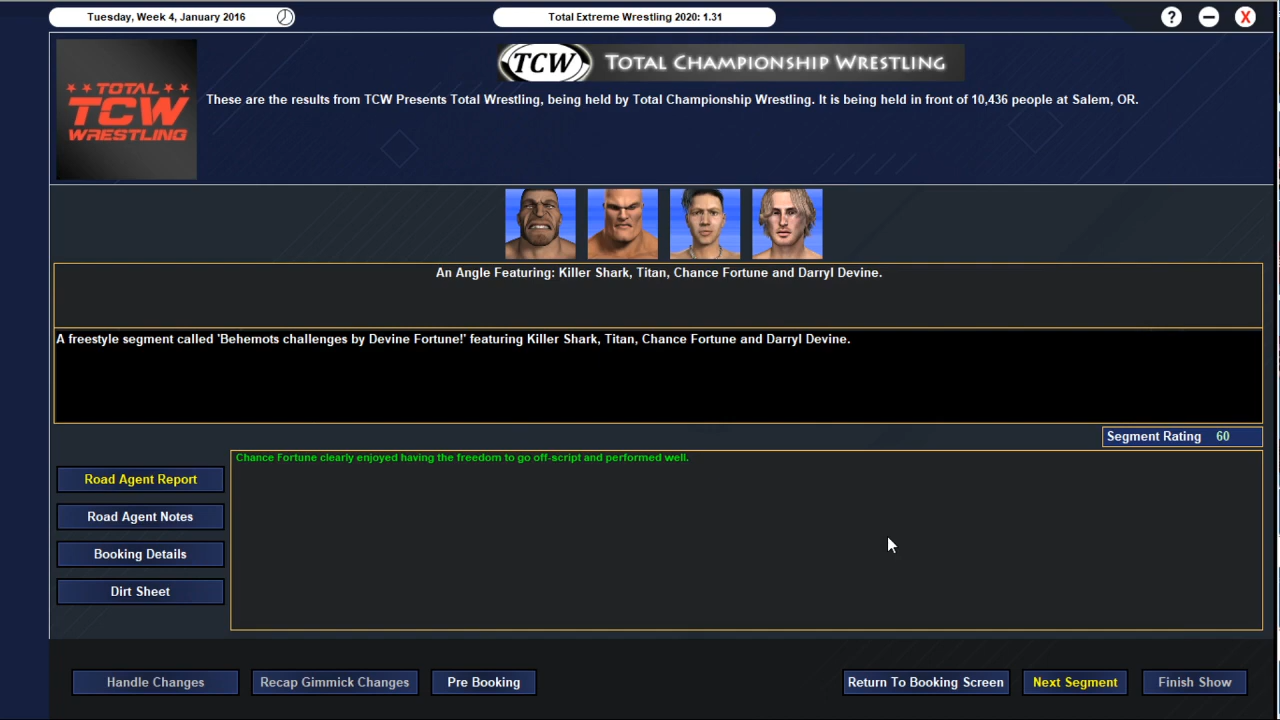 Tuesday, Week 4, January 2016
Total Extreme Wrestling 2020: 1.31
?
X
TOTAL
TCW
WRESTLING
TCW TOTAL CHAMPIONSHIP WRESTLING
These are the results from TCW Presents Total Wrestling, being held by Total Championship Wrestling. It is being held in front of 10,436 people at Salem, OR.
An Angle Featuring: Killer Shark, Titan, Chance Fortune and Darryl Devine.
A freestyle segment called 'Behemots challenges by Devine Fortune!' featuring Killer Shark, Titan, Chance Fortune and Darryl Devine.
Segment Rating 60
Chance Fortune clearly enjoyed having the freedom to go off-script and performed well.
Road Agent Report
Road Agent Notes
Booking Details
Dirt Sheet
Handle Changes
Recap Gimmick Changes
Pre Booking
Return To Booking Screen
Next Segment
Finish Show